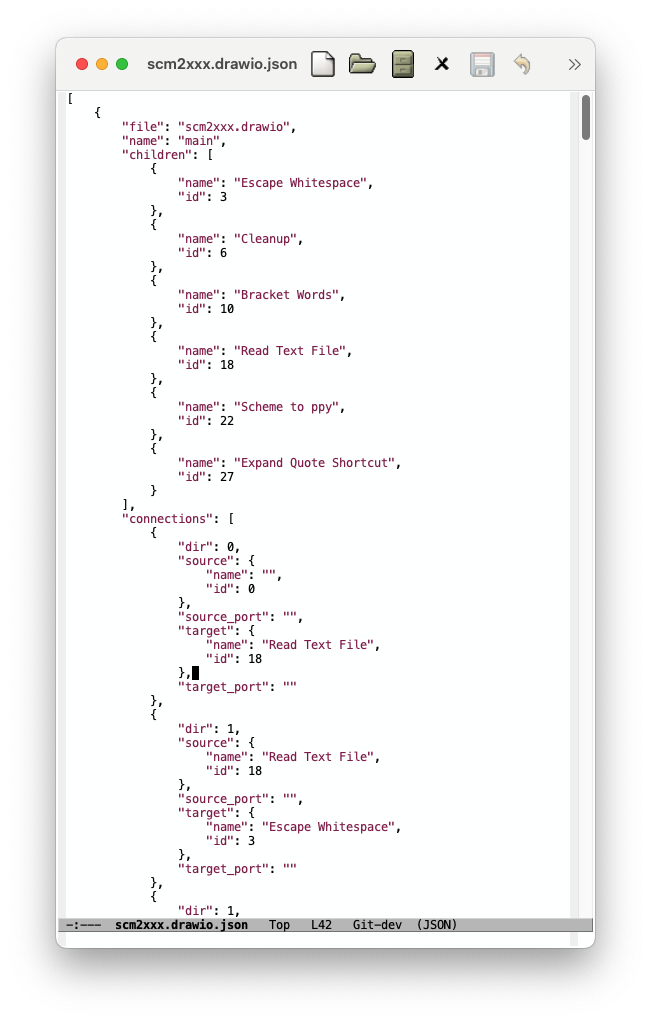 scm2xxx.drawio.json
[
    {
        "file": "scm2xxx.drawio",
        "name": "main",
        "children": [
            {
                "name": "Escape Whitespace",
                "id": 3
            },
            {
                "name": "Cleanup",
                "id": 6
            },
            {
                "name": "Bracket Words",
                "id": 10
            },
            {
                "name": "Read Text File",
                "id": 18
            },
            {
                "name": "Scheme to ppy",
                "id": 22
            },
            {
                "name": "Expand Quote Shortcut",
                "id": 27
            }
        ],
        "connections": [
            {
                "dir": 0,
                "source": {
                    "name": "",
                    "id": 0
                },
                "source_port": "",
                "target": {
                    "name": "Read Text File",
                    "id": 18
                },
                "target_port": ""
            },
            {
                "dir": 1,
                "source": {
                    "name": "Read Text File",
                    "id": 18
                },
                "source_port": "",
                "target": {
                    "name": "Escape Whitespace",
                    "id": 3
                },
                "target_port": ""
            },
            {
                "dir": 1,
-:--- scm2xxx.drawio.json Top L42 Git-dev (JSON)